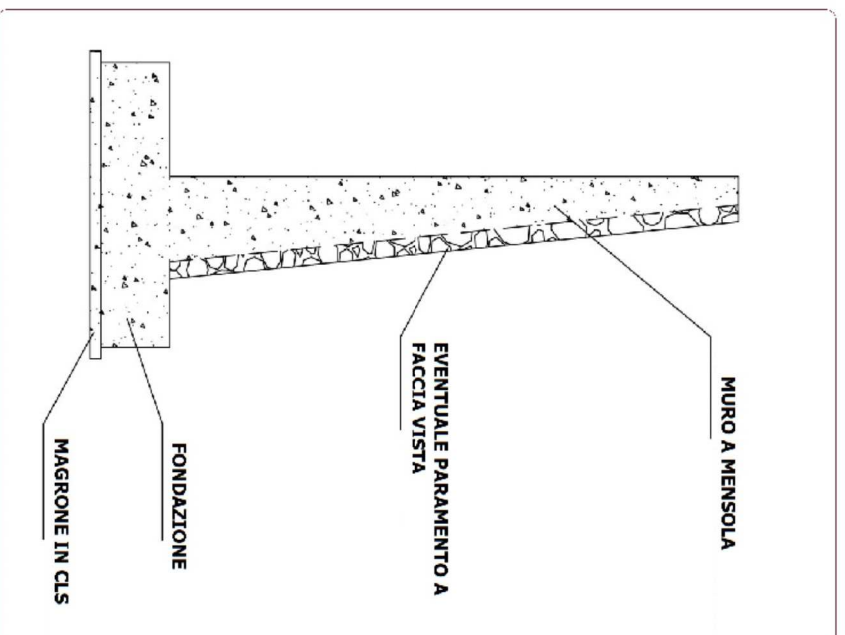 MURO A MENSOLA
EVENTUALE PARAMENTO A
FACCIA VISTA
FONDAZIONE
MAGRONE IN CLS